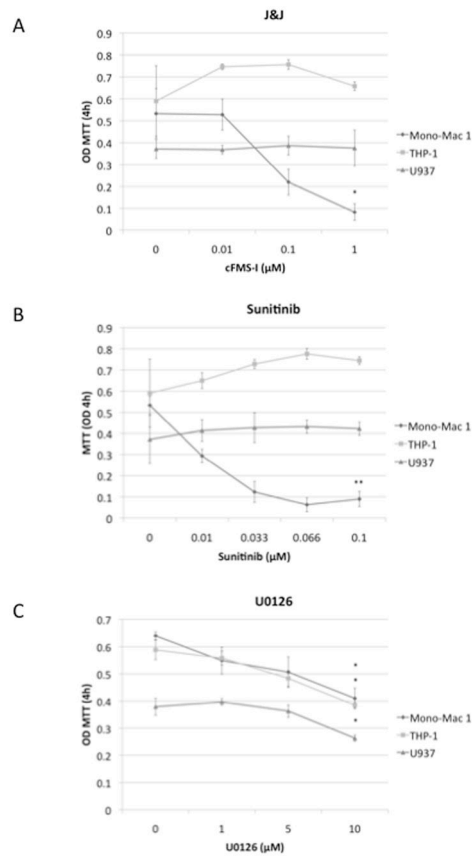 A
J&J
0.9
0.8
0.7
0.6
0.5
0.4
0.3
0.2
0.1
0
OD MTT (4h)
0 0.01 0.1 1
cFMS-I (µM)
Mono-Mac 1
THP-1
U937
*
B
Sunitinib
0.9
0.8
0.7
0.6
0.5
0.4
0.3
0.2
0.1
0
MTT (OD 4h)
0 0.01 0.033 0.066 0.1
Sunitinib (µM)
Mono-Mac 1
THP-1
U937
**
C
U0126
0.7
0.6
0.5
0.4
0.3
0.2
0.1
0
OD MTT (4h)
0 1 5 10
U0126 (µM)
Mono-Mac 1
THP-1
U937
*
*
*